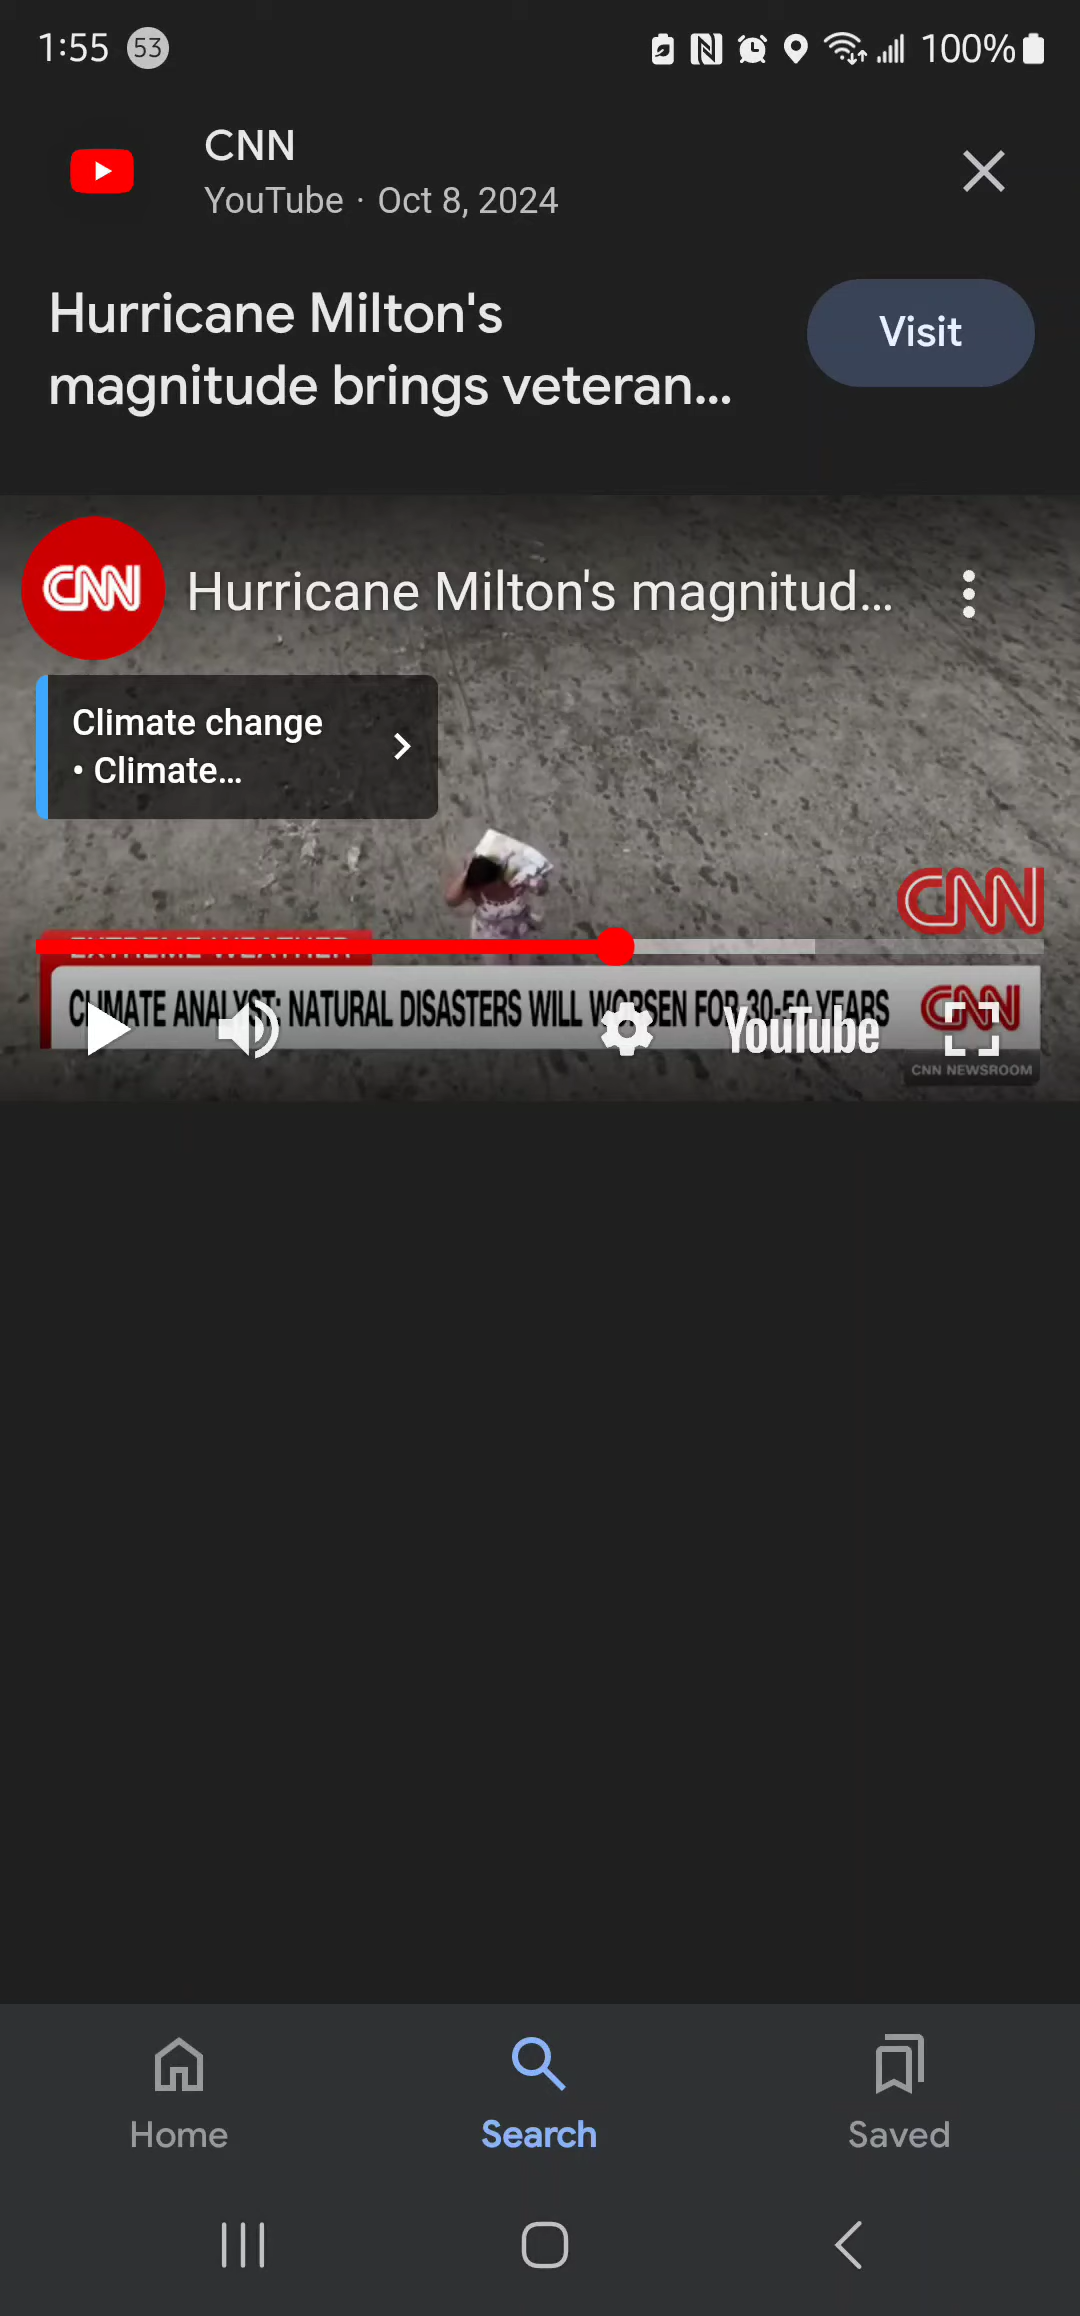 1:55 53 100%
CNN
YouTube · Oct 8, 2024
Hurricane Milton's
magnitude brings veteran...
Visit
CNN Hurricane Milton's magnitud...
Climate change
• Climate...
CNN
EXTREME WEATHER
CLIMATE ANALYST: NATURAL DISASTERS WILL WORSEN FOR 30-50 YEARS CNN
YouTube
CNN NEWSROOM
Home Search Saved